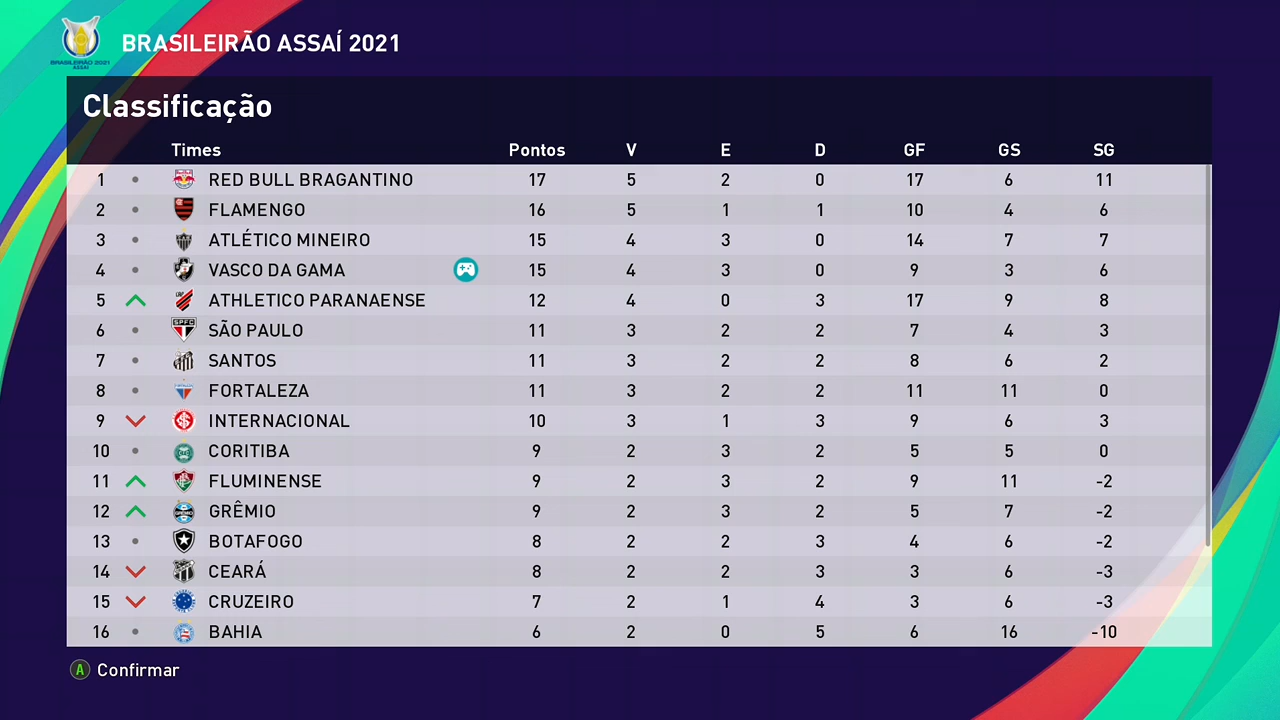 BRASILEIRÃO ASSAÍ 2021
BRASILEIRÃO 2021
ASSAÍ
Classificação
Times Pontos V E D GF GS SG
1 RED BULL BRAGANTINO 17 5 2 0 17 6 11
2 FLAMENGO 16 5 1 1 10 4 6
3 ATLÉTICO MINEIRO 15 4 3 0 14 7 7
4 VASCO DA GAMA 15 4 3 0 9 3 6
5 ATHLETICO PARANAENSE 12 4 0 3 17 9 8
6 SPFC SÃO PAULO 11 3 2 2 7 4 3
7 SANTOS 11 3 2 2 8 6 2
8 FORTALEZA 11 3 2 2 11 11 0
9 INTERNACIONAL 10 3 1 3 9 6 3
10 CORITIBA 9 2 3 2 5 5 0
11 FLUMINENSE 9 2 3 2 9 11 -2
12 GRÊMIO 9 2 3 2 5 7 -2
13 BOTAFOGO 8 2 2 3 4 6 -2
14 CEARÁ 8 2 2 3 3 6 -3
15 CRUZEIRO 7 2 1 4 3 6 -3
16 BAHIA 6 2 0 5 6 16 -10
A Confirmar